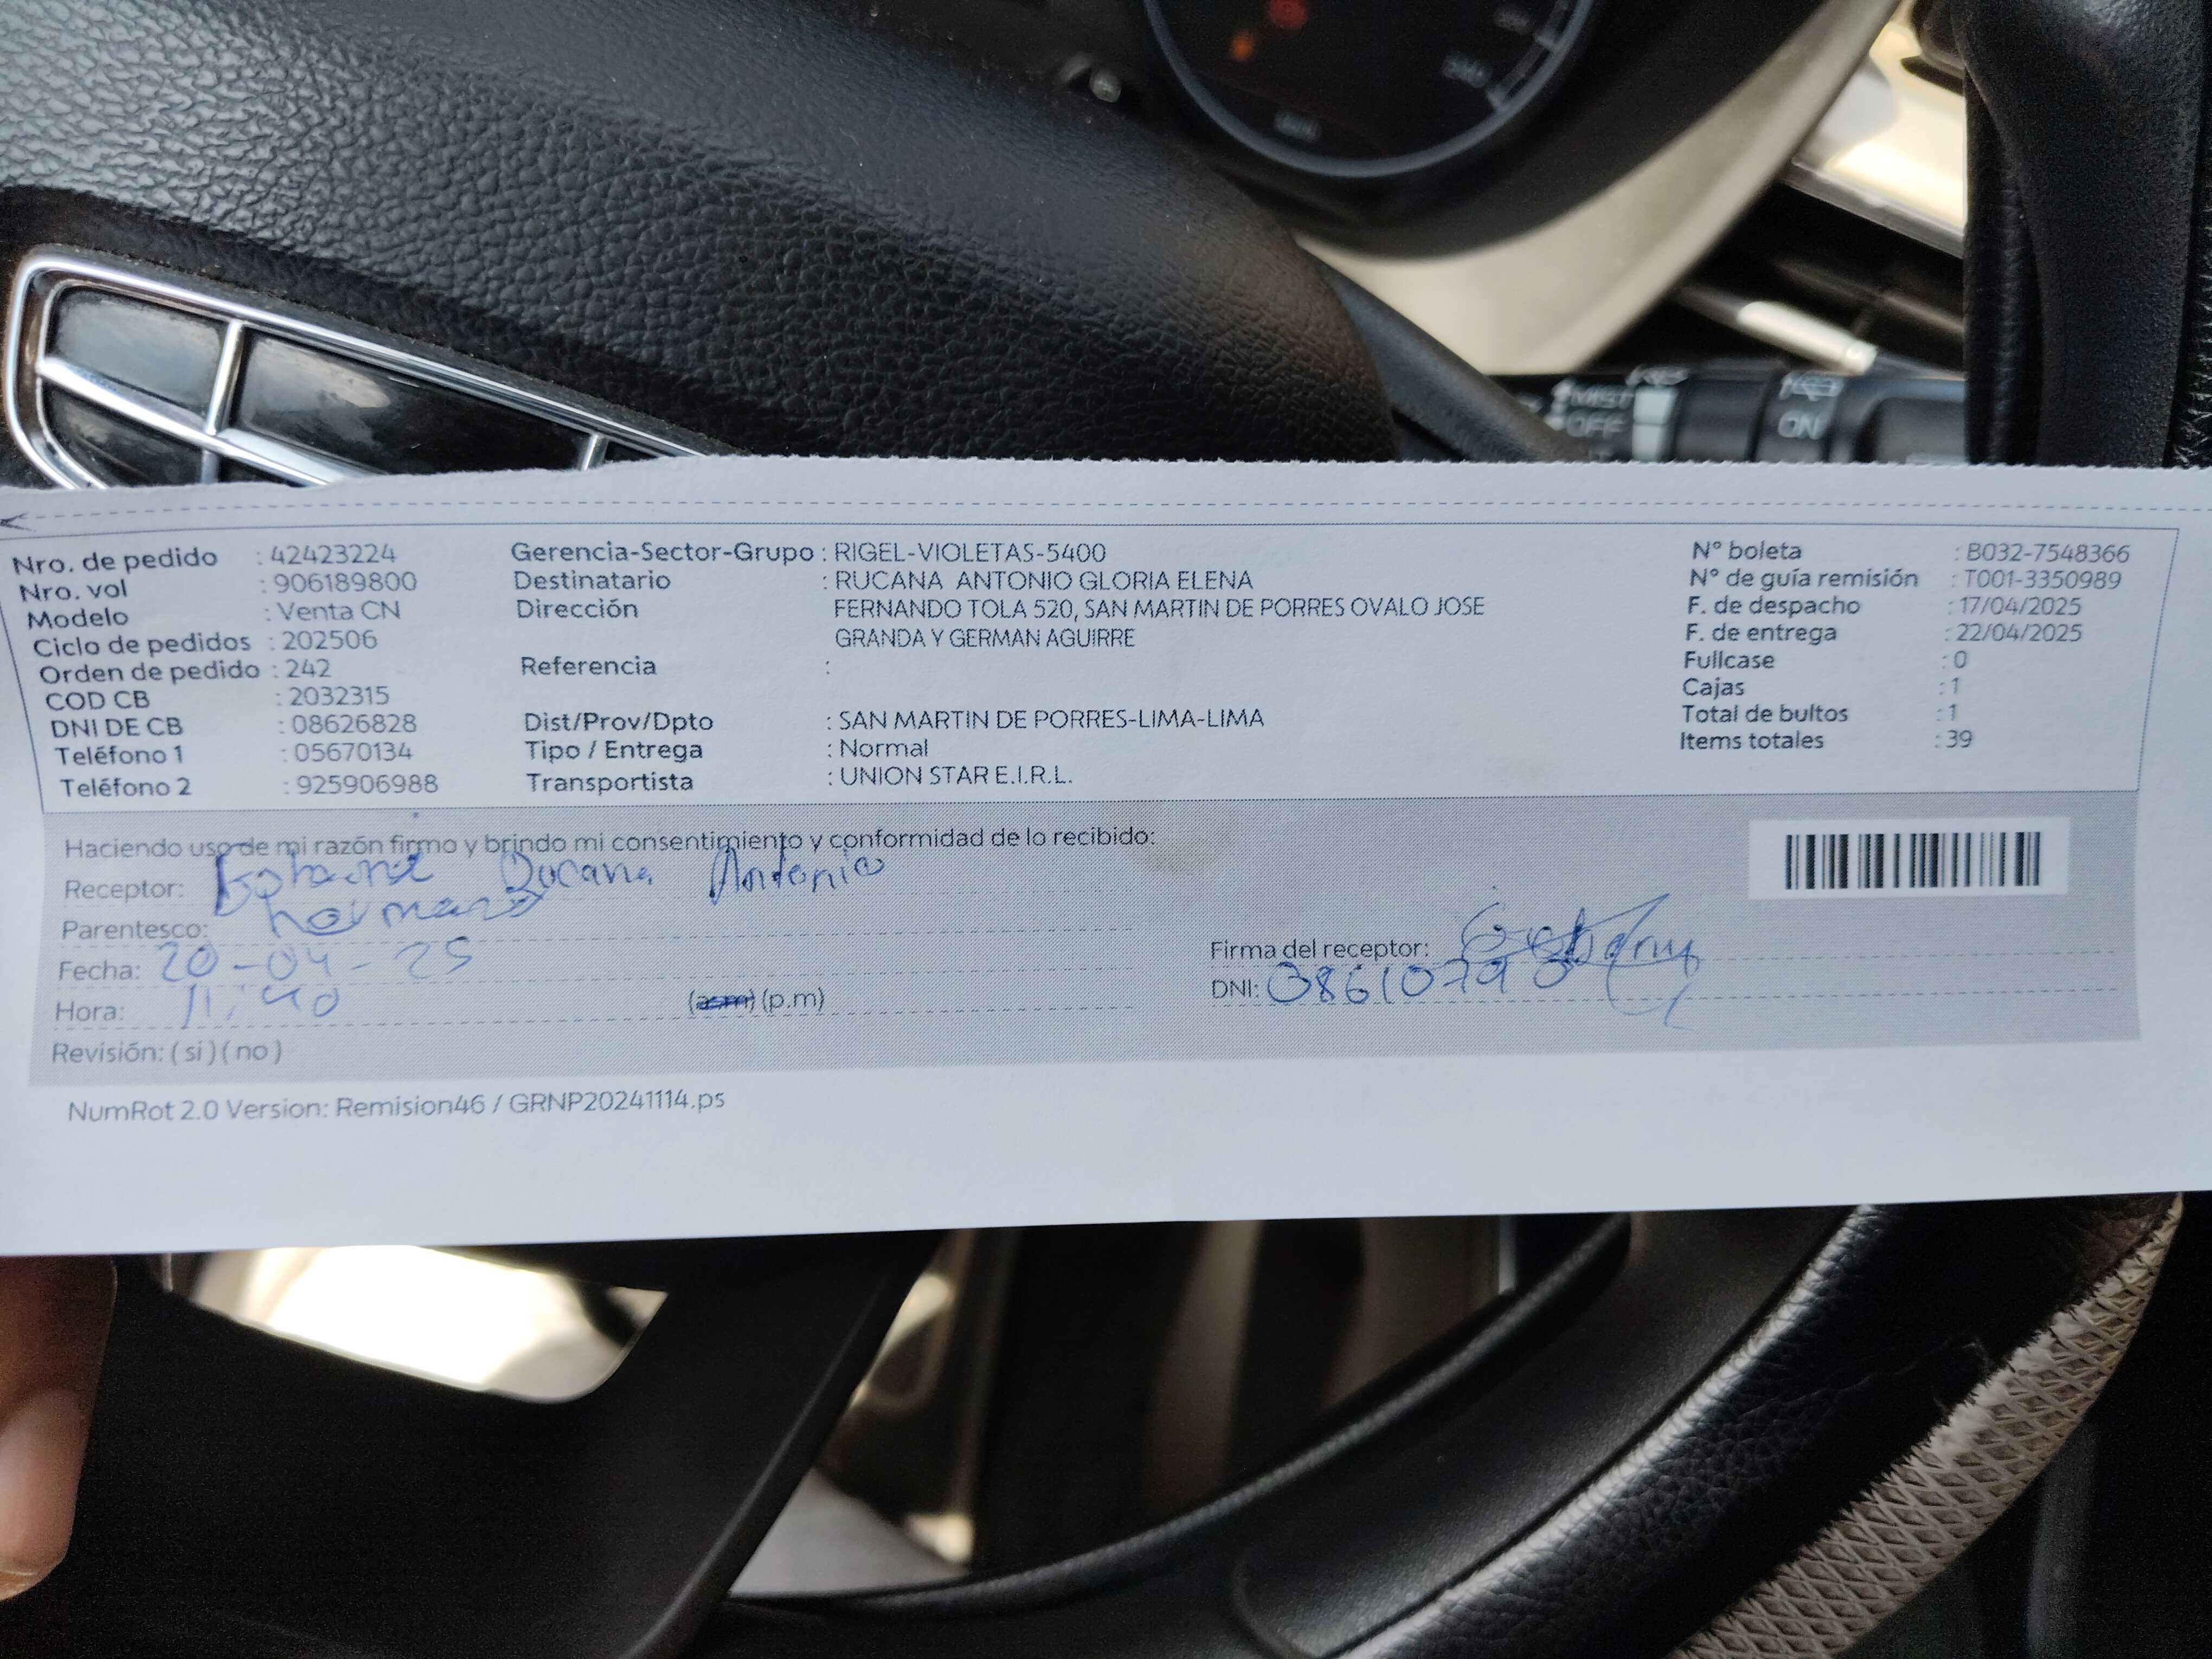 MIST
OFF
ON
Nro. de pedido : 42423224
Nro. vol : 906189800
Modelo : Venta CN
Ciclo de pedidos : 202506
Orden de pedido : 242
COD CB : 2032315
DNI DE CB : 08626828
Teléfono 1 : 05670134
Teléfono 2 : 925906988
Gerencia-Sector-Grupo : RIGEL-VIOLETAS-5400
Destinatario : RUCANA ANTONIO GLORIA ELENA
Dirección FERNANDO TOLA 520, SAN MARTIN DE PORRES OVALO JOSE
GRANDA Y GERMAN AGUIRRE
Referencia :
Dist/Prov/Dpto : SAN MARTIN DE PORRES-LIMA-LIMA
Tipo / Entrega : Normal
Transportista : UNION STAR E.I.R.L.
N° boleta : B032-7548366
N° de guía remisión : T001-3350989
F. de despacho : 17/04/2025
F. de entrega : 22/04/2025
Fullcase : 0
Cajas : 1
Total de bultos : 1
Items totales : 39
Haciendo uso de mi razón firmo y brindo mi consentimiento y conformidad de lo recibido:
Receptor: Rucana Antonio
Parentesco: hermano
Fecha: 20-04-25
Hora: 11:40 (a.m) (p.m)
Revisión: ( si ) ( no )
Firma del receptor:
DNI:
NumRot 2.0 Version: Remision46 / GRNP20241114.ps